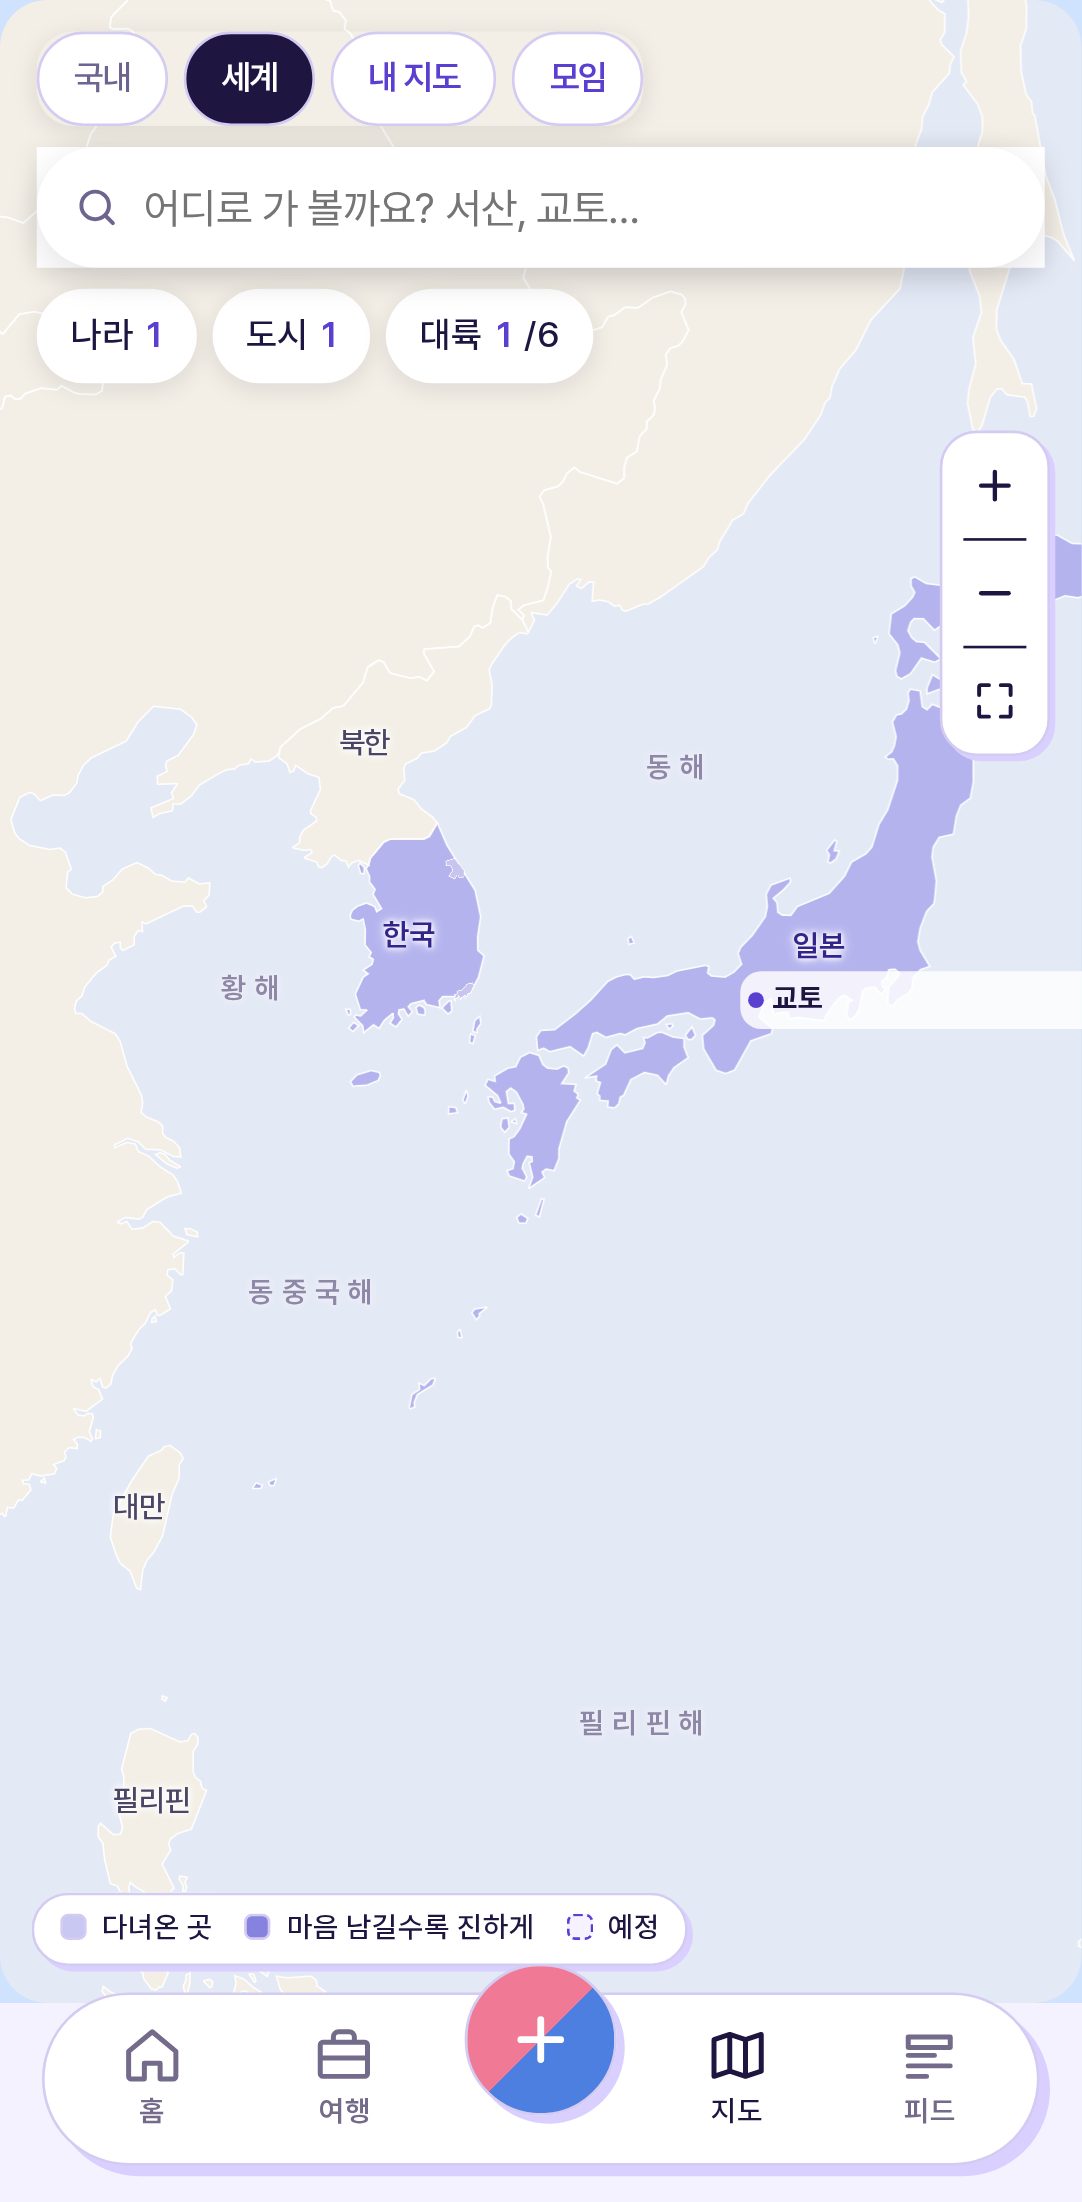 국내 세계 내 지도 모임
어디로 가 볼까요? 서산, 교토...
나라 1 도시 1 대륙 1 /6
북한
동해
한국
일본
황해
교토
동중국해
대만
필리핀해
필리핀
다녀온 곳 마음 남길수록 진하게 예정
홈 여행 지도 피드